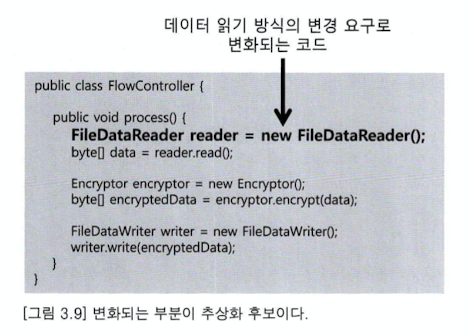 데이터 읽기 방식의 변경 요구로
변화되는 코드
public class FlowController {
public void process() {
FileDataReader reader = new FileDataReader();
byte[] data = reader.read();
Encryptor encryptor = new Encryptor();
byte[] encryptedData = encryptor.encrypt(data);
FileDataWriter writer = new FileDataWriter();
writer.write(encryptedData);
}
}
[그림 3.9] 변화되는 부분이 추상화 후보이다.